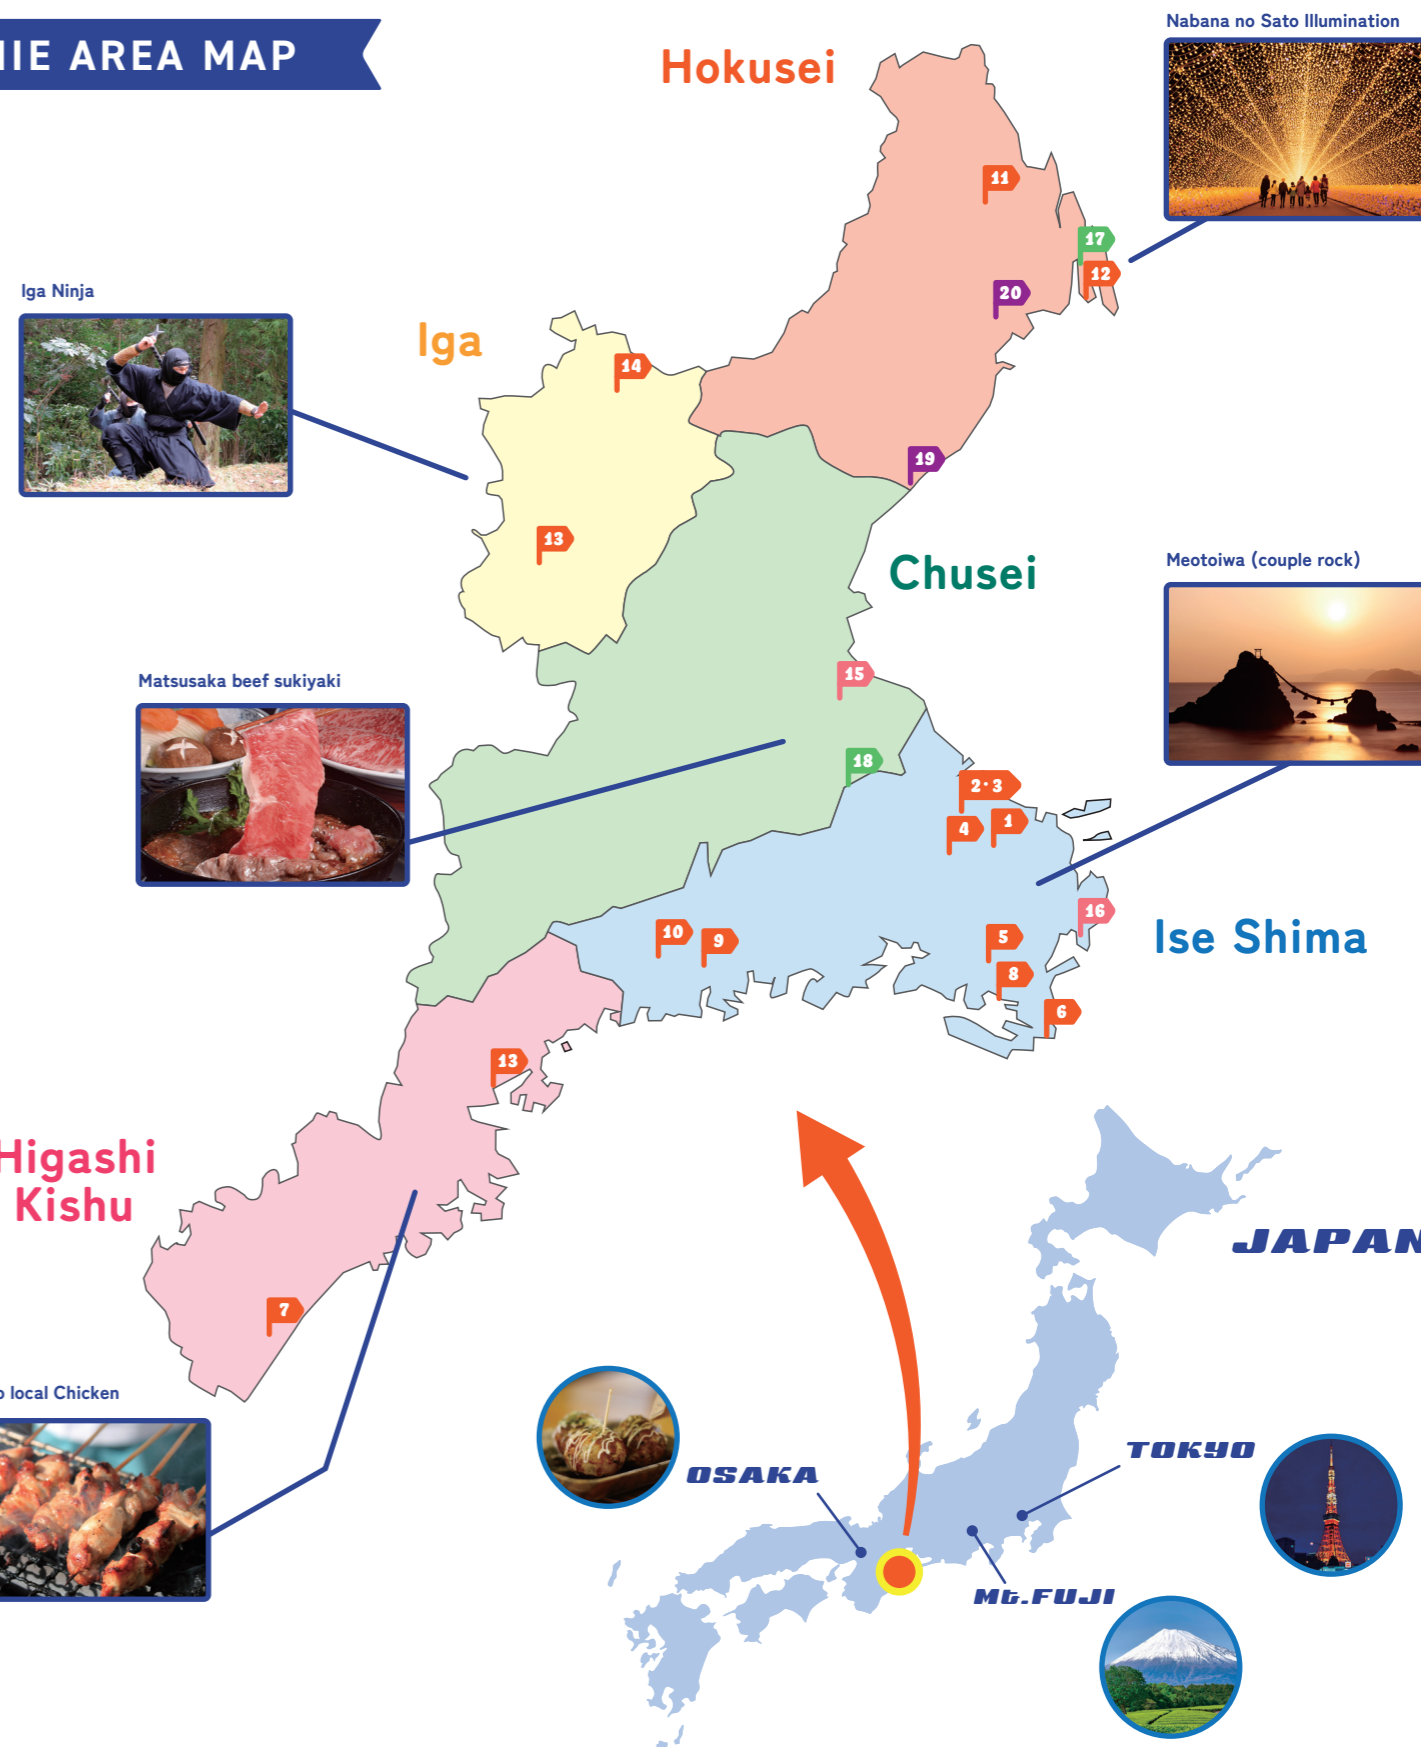 IE AREA MAP
Hokusei
Nabana no Sato Illumination
11
17
12
20
Iga Ninja
Iga
14
19
13
Chusei
Meotoiwa (couple rock)
15
Matsusaka beef sukiyaki
18
2・3
4
1
16
Ise Shima
10
9
5
8
6
13
Higashi
Kishu
7
local Chicken
JAPAN
TOKYO
OSAKA
Mt.FUJI